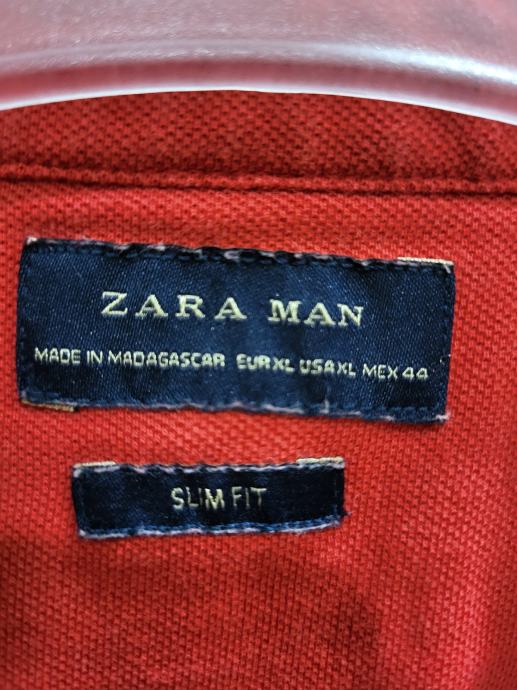 ZARA MAN
MADE IN MADAGASCAR EUR XL USA XL MEX 44
SLIM FIT